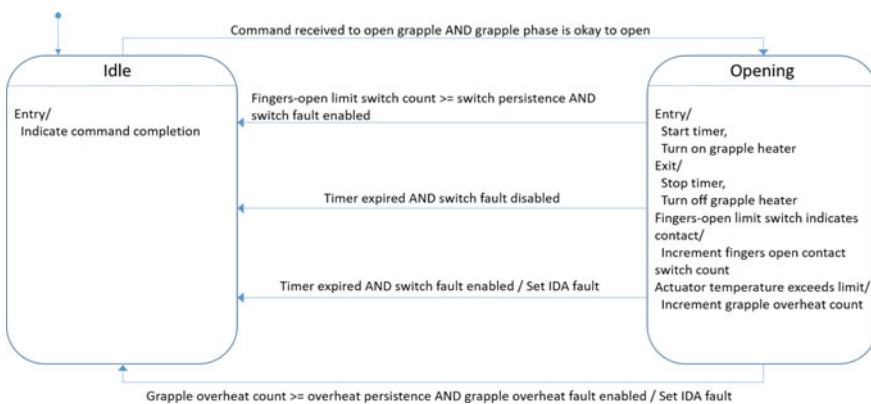 Command received to open grapple AND grapple phase is okay to open
Idle
Entry/
Indicate command completion
Fingers-open limit switch count >= switch persistence AND
switch fault enabled
Timer expired AND switch fault disabled
Timer expired AND switch fault enabled / Set IDA fault
Opening
Entry/
Start timer,
Turn on grapple heater
Exit/
Stop timer,
Turn off grapple heater
Fingers-open limit switch indicates
contact/
Increment fingers open contact
switch count
Actuator temperature exceeds limit/
Increment grapple overheat count
Grapple overheat count >= overheat persistence AND grapple overheat fault enabled / Set IDA fault